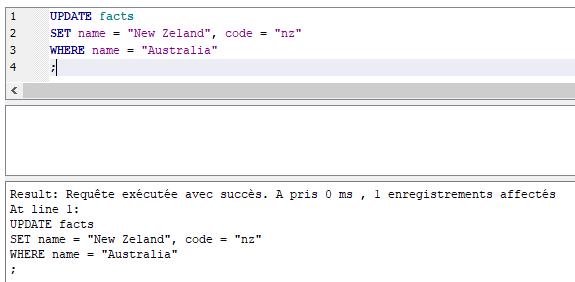 1 UPDATE facts
2 SET name = "New Zeland", code = "nz"
3 WHERE name = "Australia"
4 ;
Result: Requête exécutée avec succès. A pris 0 ms , 1 enregistrements affectés
At line 1:
UPDATE facts
SET name = "New Zeland", code = "nz"
WHERE name = "Australia"
;